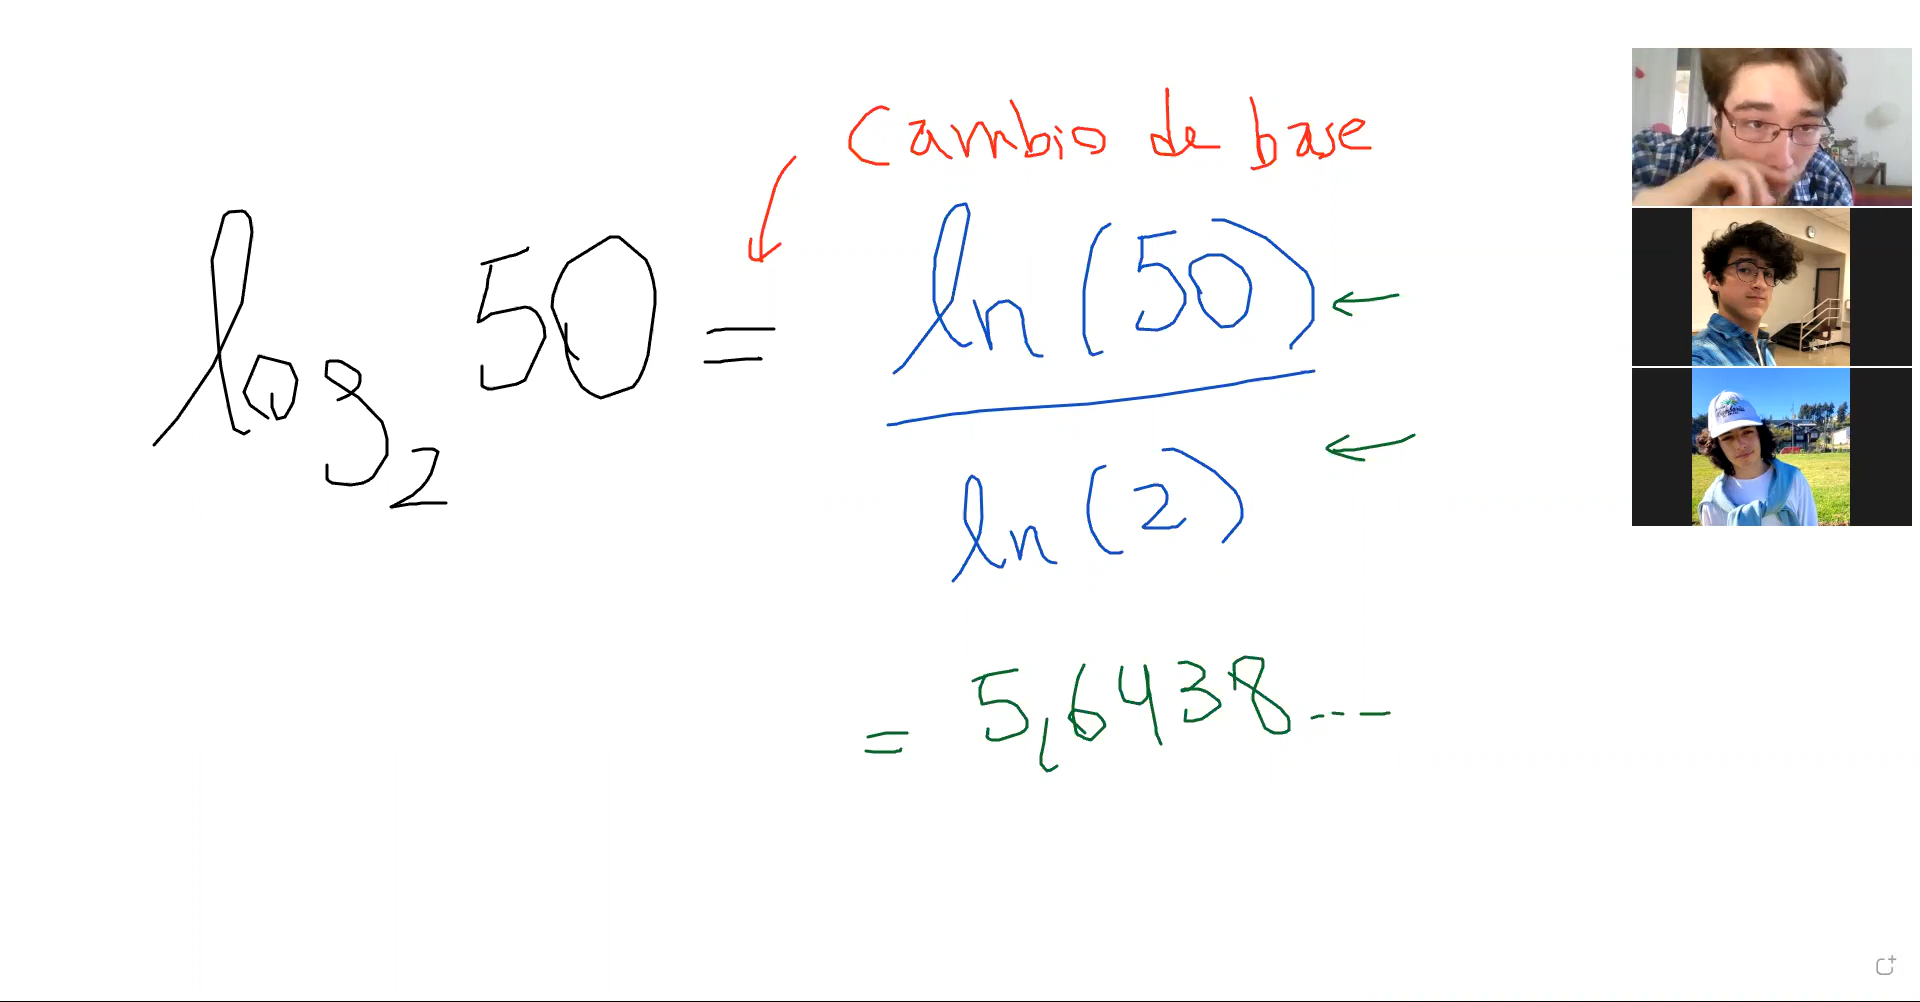 Cambio de base
log₂ 50 = ln(50) / ln(2)
= 5,6438...